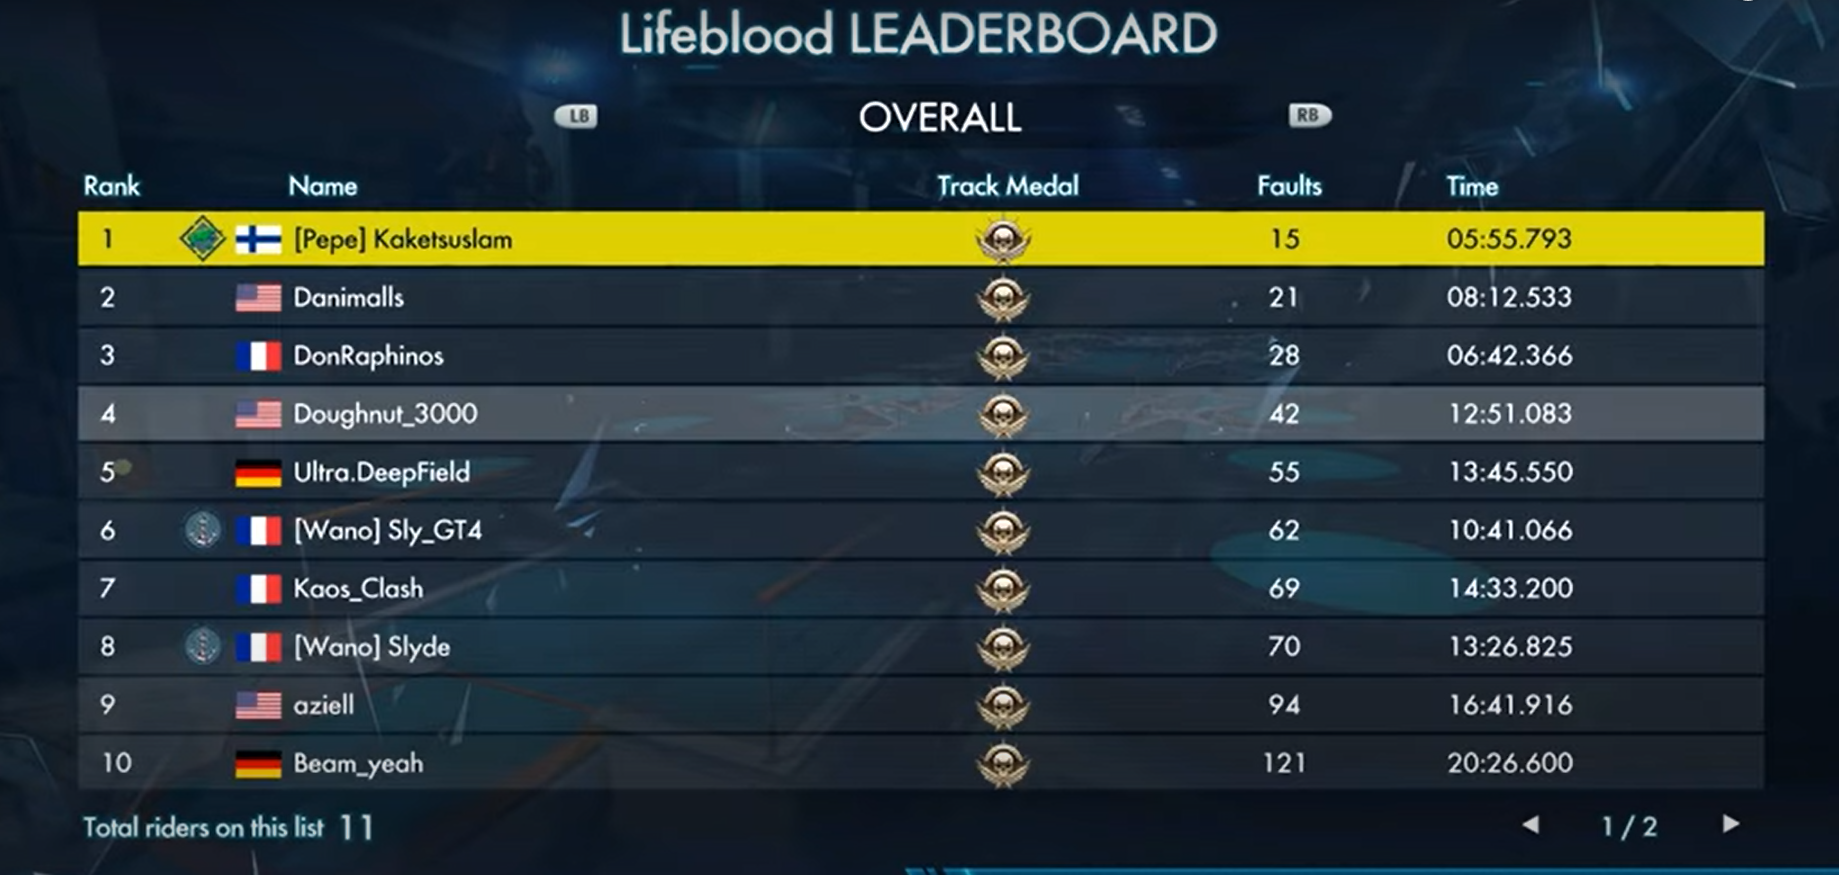 Lifeblood LEADERBOARD
LB OVERALL RB
Rank Name Track Medal Faults Time
1 [Pepe] Kaketsuslam 15 05:55.793
2 Danimalls 21 08:12.533
3 DonRaphinos 28 06:42.366
4 Doughnut_3000 42 12:51.083
5 Ultra.DeepField 55 13:45.550
6 [Wano] Sly_GT4 62 10:41.066
7 Kaos_Clash 69 14:33.200
8 [Wano] Slyde 70 13:26.825
9 aziell 94 16:41.916
10 Beam_yeah 121 20:26.600
Total riders on this list 11 1/2